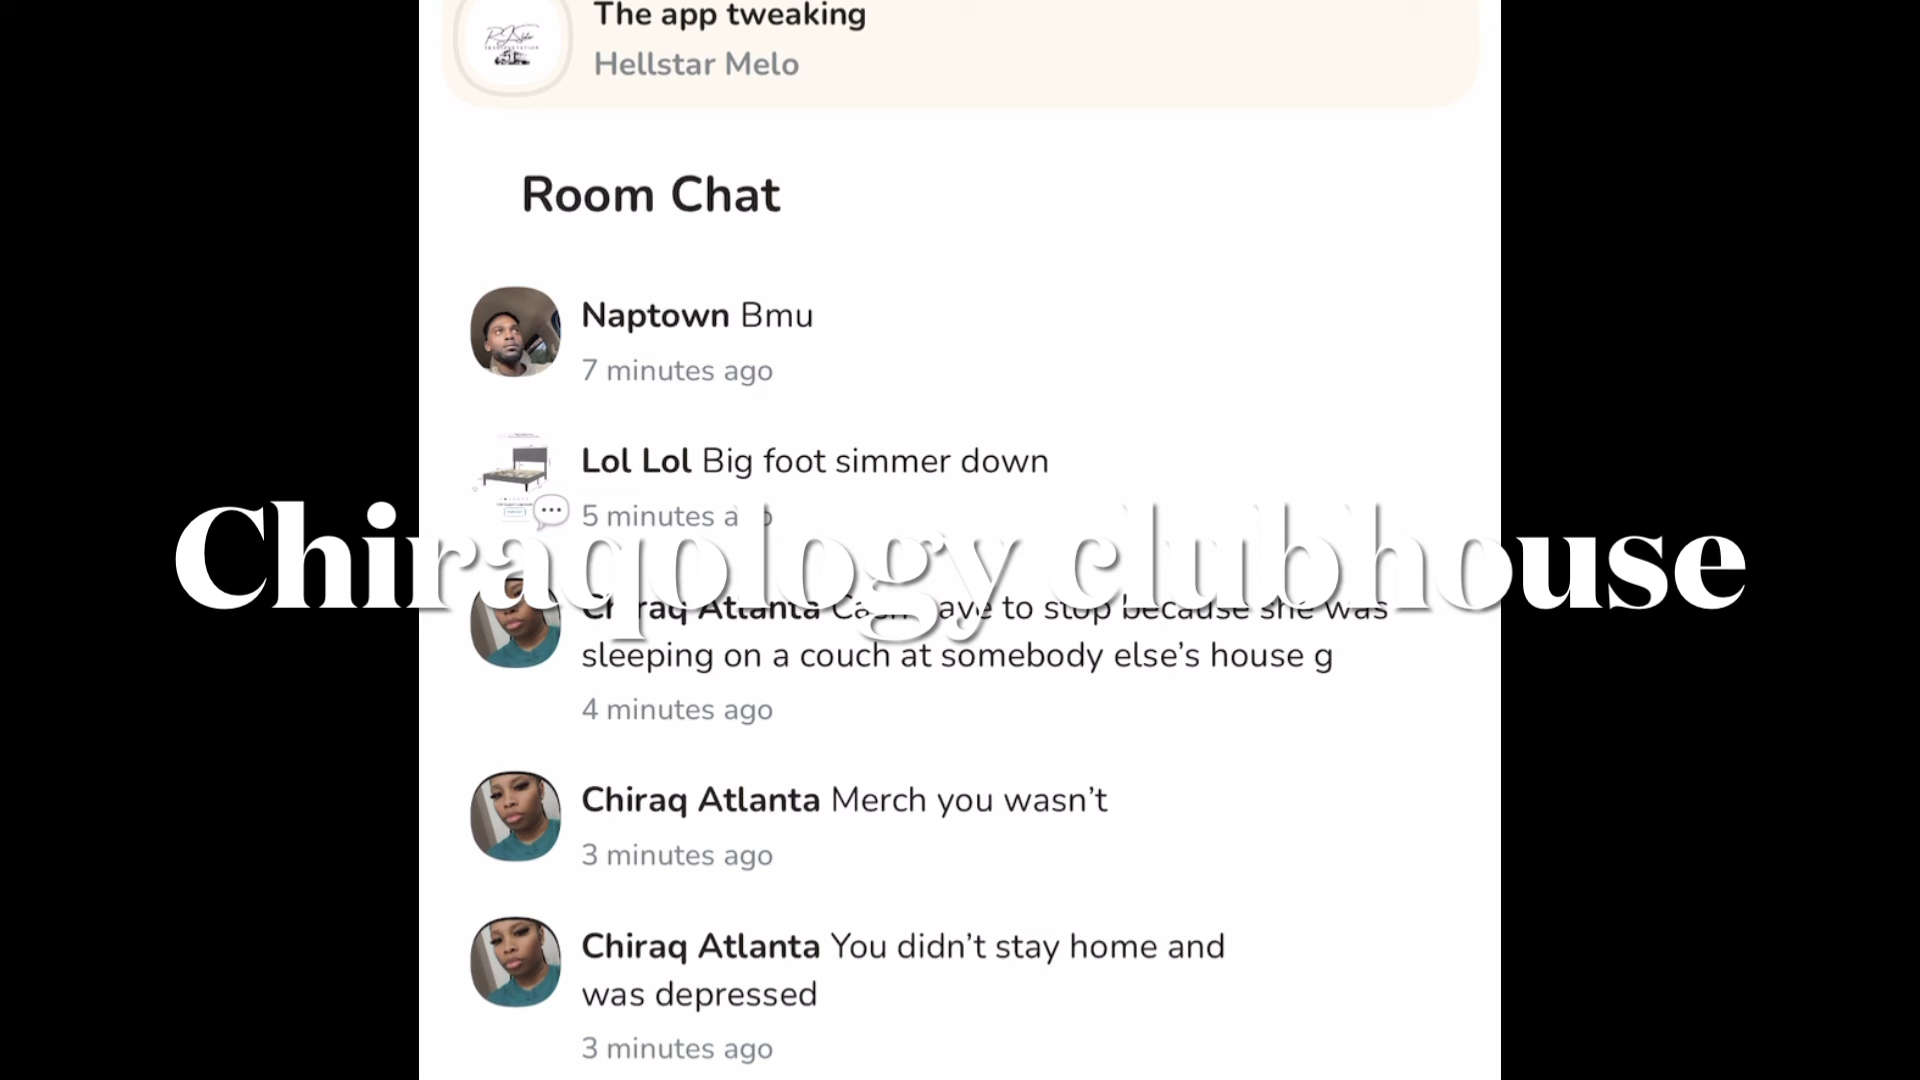 The app tweaking
Hellstar Melo
Room Chat
Naptown Bmu
7 minutes ago
Lol Lol Big foot simmer down
5 minutes ago
Chiraqology clubhouse
Chiraq Atlanta to stop because she was
sleeping on a couch at somebody else’s house g
4 minutes ago
Chiraq Atlanta Merch you wasn’t
3 minutes ago
Chiraq Atlanta You didn’t stay home and
was depressed
3 minutes ago